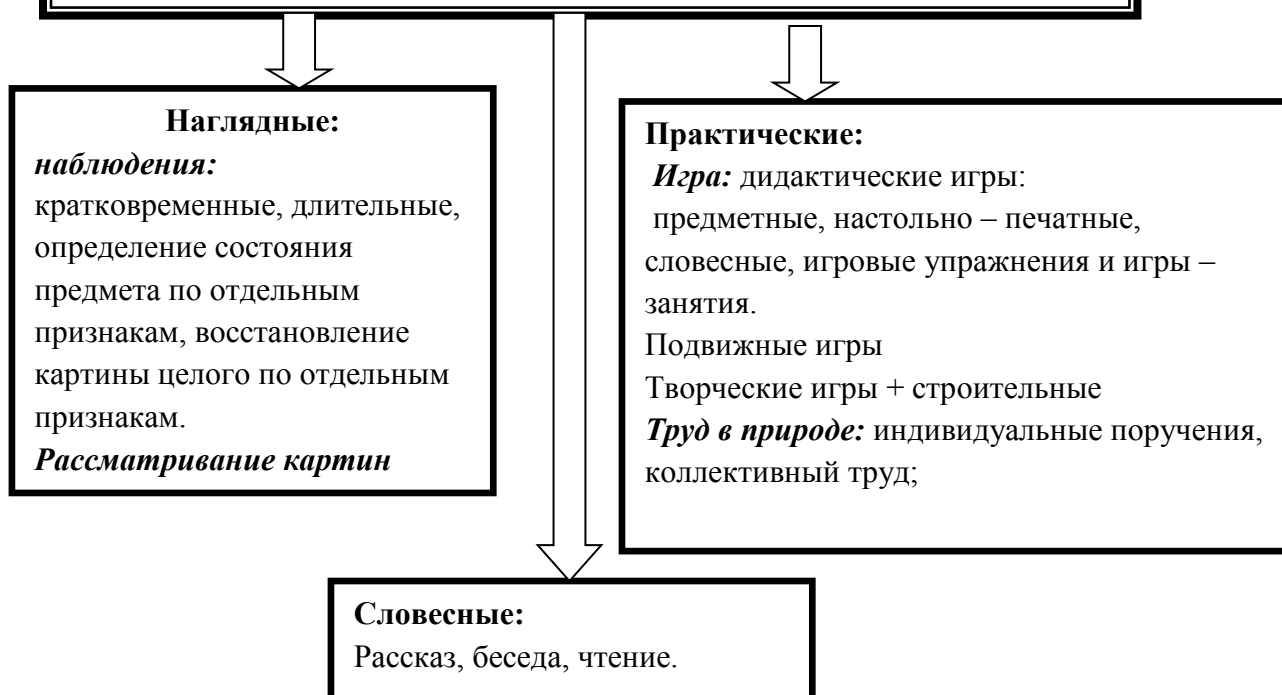 Наглядные:
наблюдения:
кратковременные, длительные,
определение состояния
предмета по отдельным
признакам, восстановление
картины целого по отдельным
признакам.
Рассматривание картин
Практические:
Игра: дидактические игры:
предметные, настольно – печатные,
словесные, игровые упражнения и игры –
занятия.
Подвижные игры
Творческие игры + строительные
Труд в природе: индивидуальные поручения,
коллективный труд;
Словесные:
Рассказ, беседа, чтение.